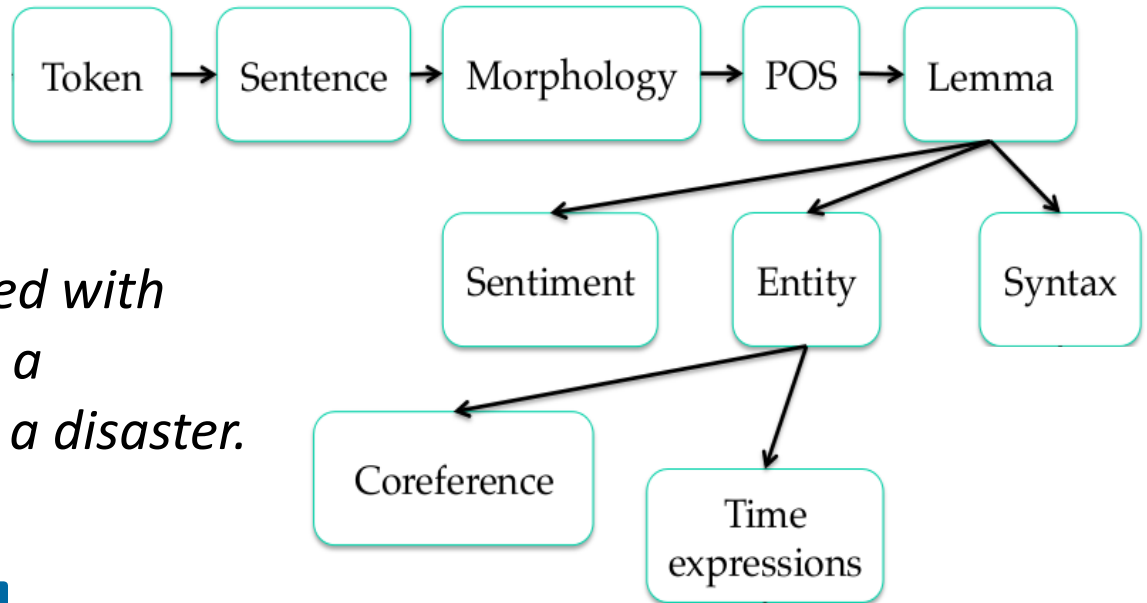 Token
Sentence
Morphology
POS
Lemma
Sentiment
Entity
Syntax
ed with
a
a disaster.
Coreference
Time
expressions